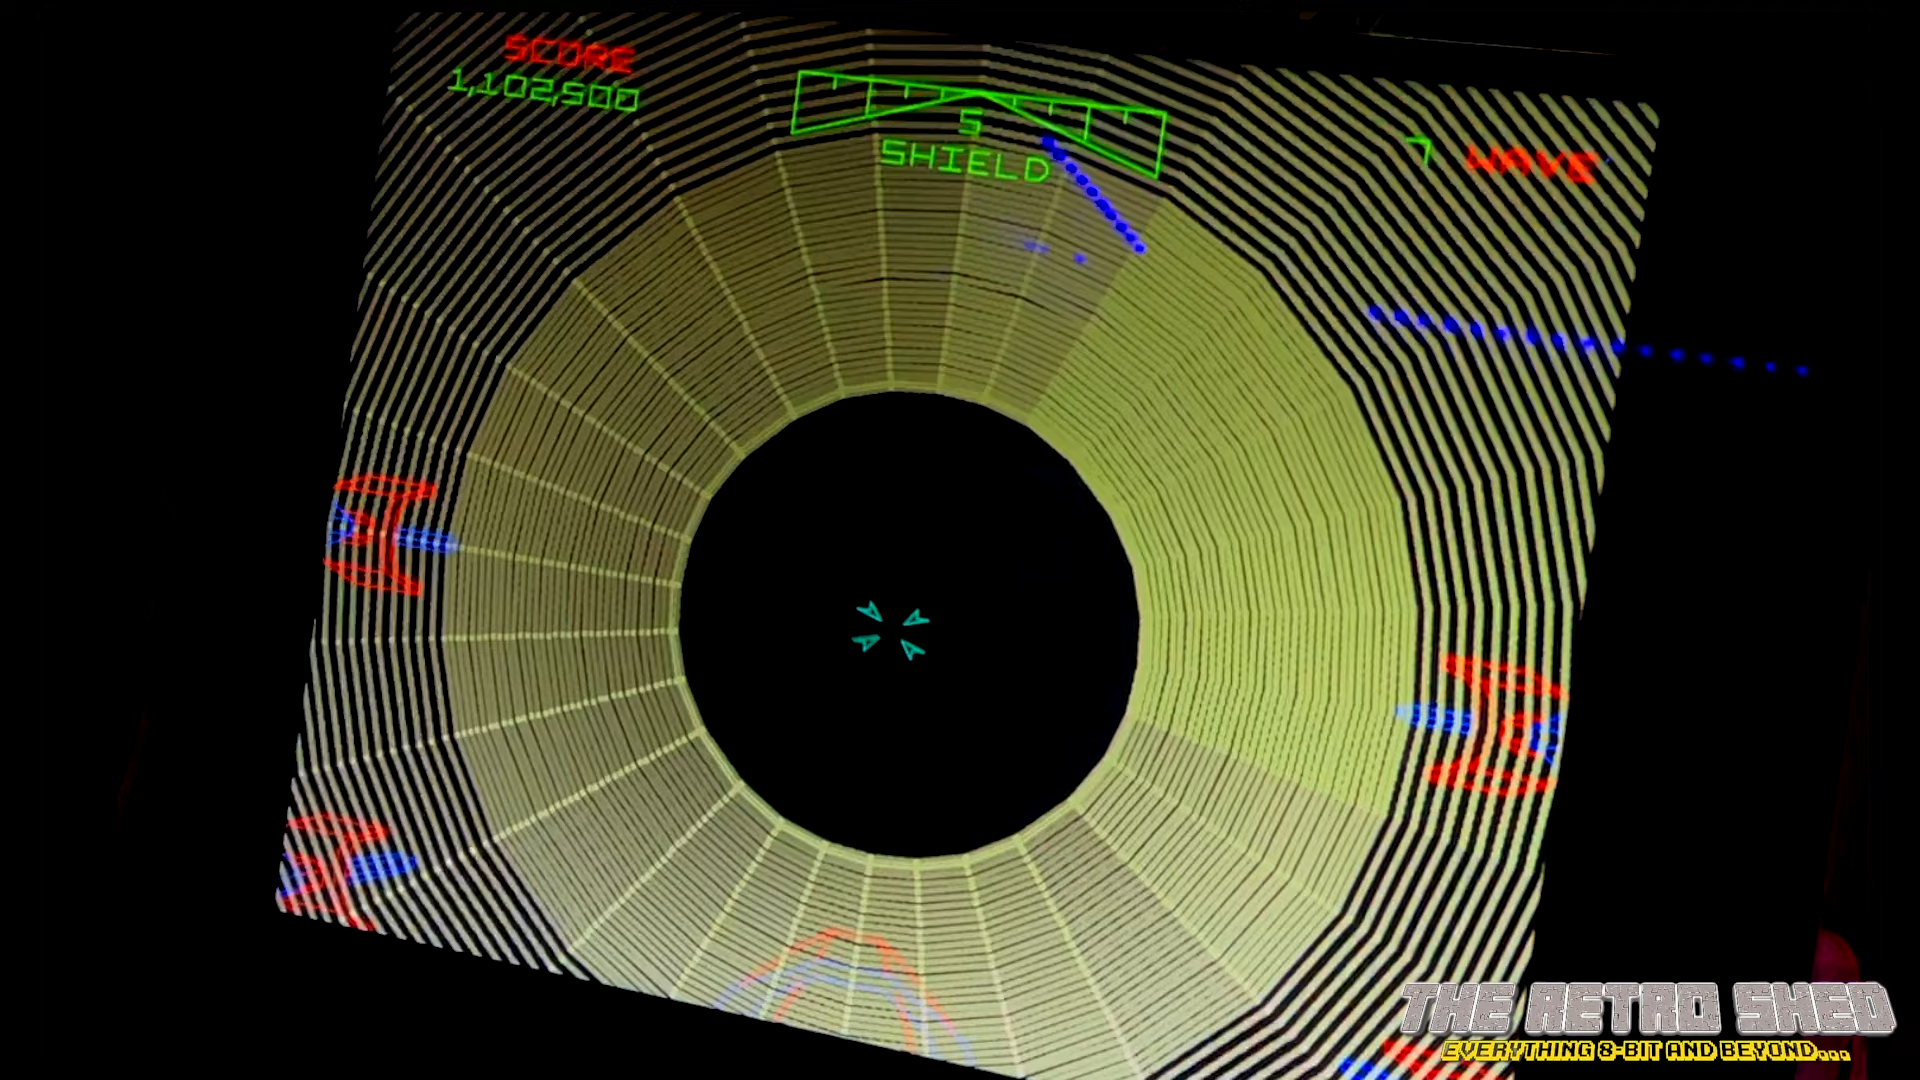 SCORE
1,102,500
5
SHIELD
7 WAVE
THE RETRO SHED
EVERYTHING 8-BIT AND BEYOND...